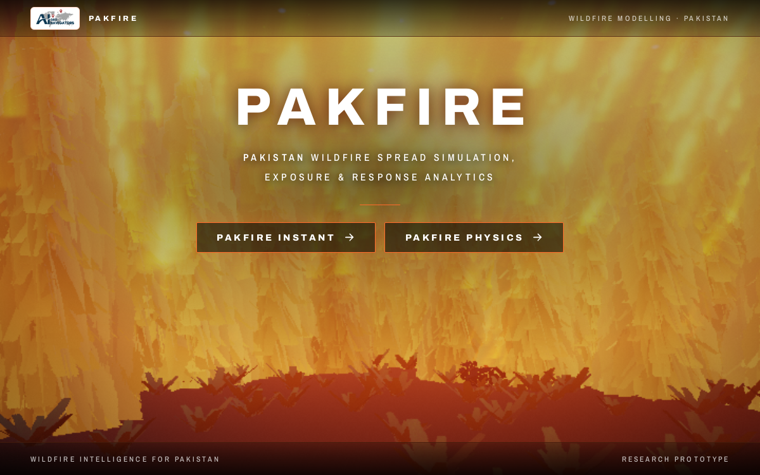 PAKFIRE
WILDFIRE MODELLING · PAKISTAN
PAKFIRE
PAKISTAN WILDFIRE SPREAD SIMULATION,
EXPOSURE & RESPONSE ANALYTICS
PAKFIRE INSTANT →
PAKFIRE PHYSICS →
WILDFIRE INTELLIGENCE FOR PAKISTAN
RESEARCH PROTOTYPE